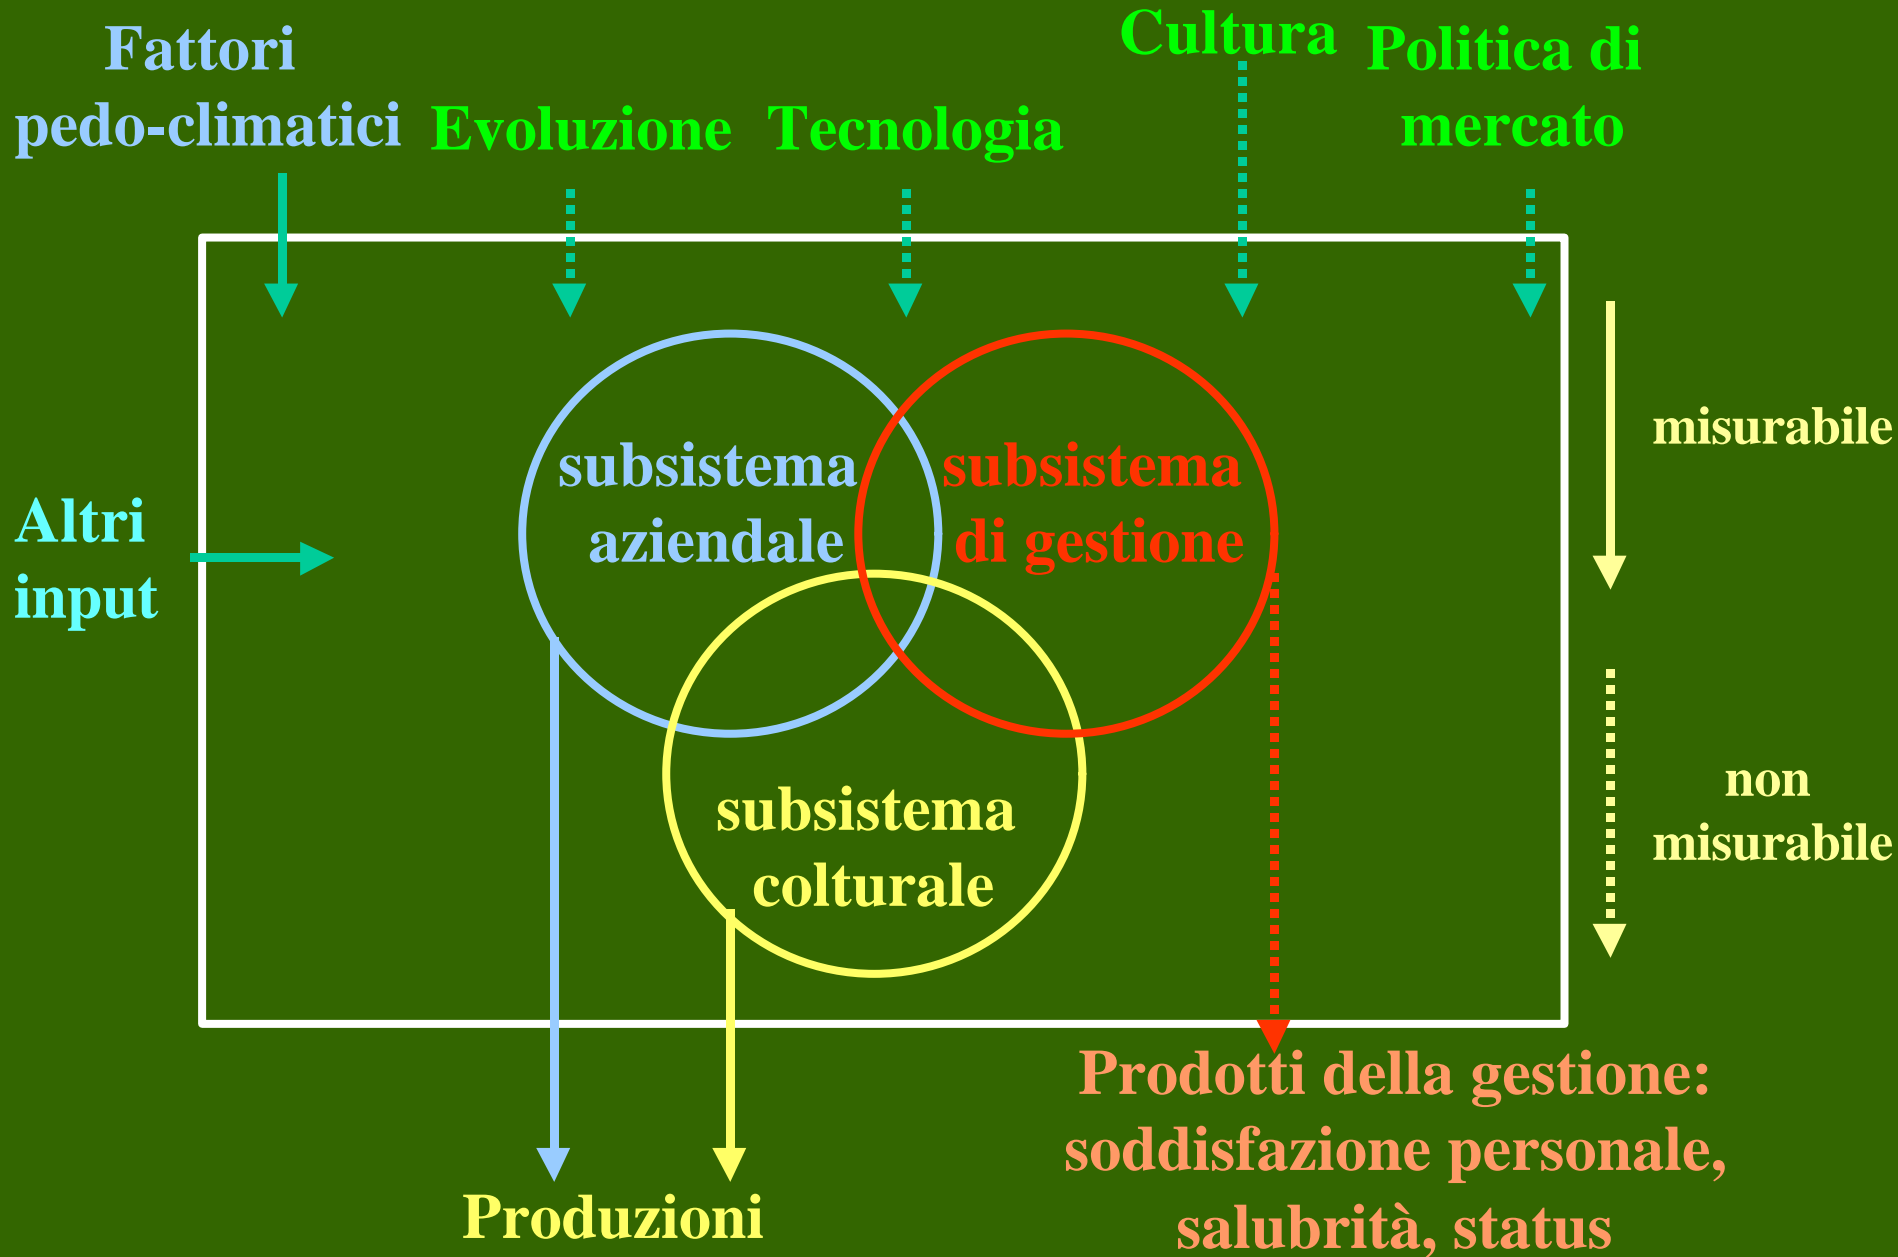 Fattori
pedo-climatici
Evoluzione
Tecnologia
Cultura
Politica di
mercato
Altri
input
subsistema
aziendale
subsistema
di gestione
subsistema
colturale
misurabile
non
misurabile
Produzioni
Prodotti della gestione:
soddisfazione personale,
salubrità, status